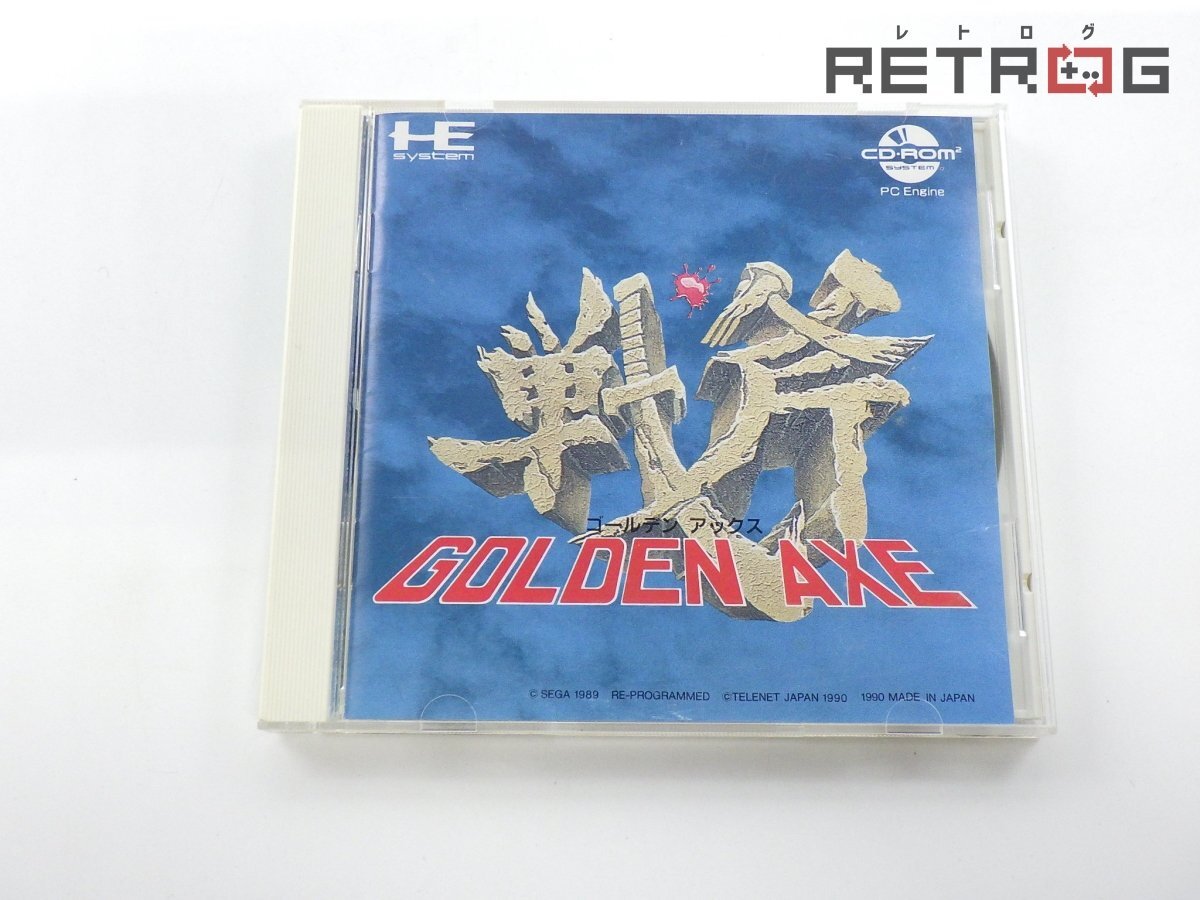 レトログ
RETROG
HE
system
CD-ROM²
SYSTEM
PC Engine
戦斧
ゴールデン アックス
GOLDEN AXE
© SEGA 1989 RE-PROGRAMMED © TELENET JAPAN 1990 1990 MADE IN JAPAN